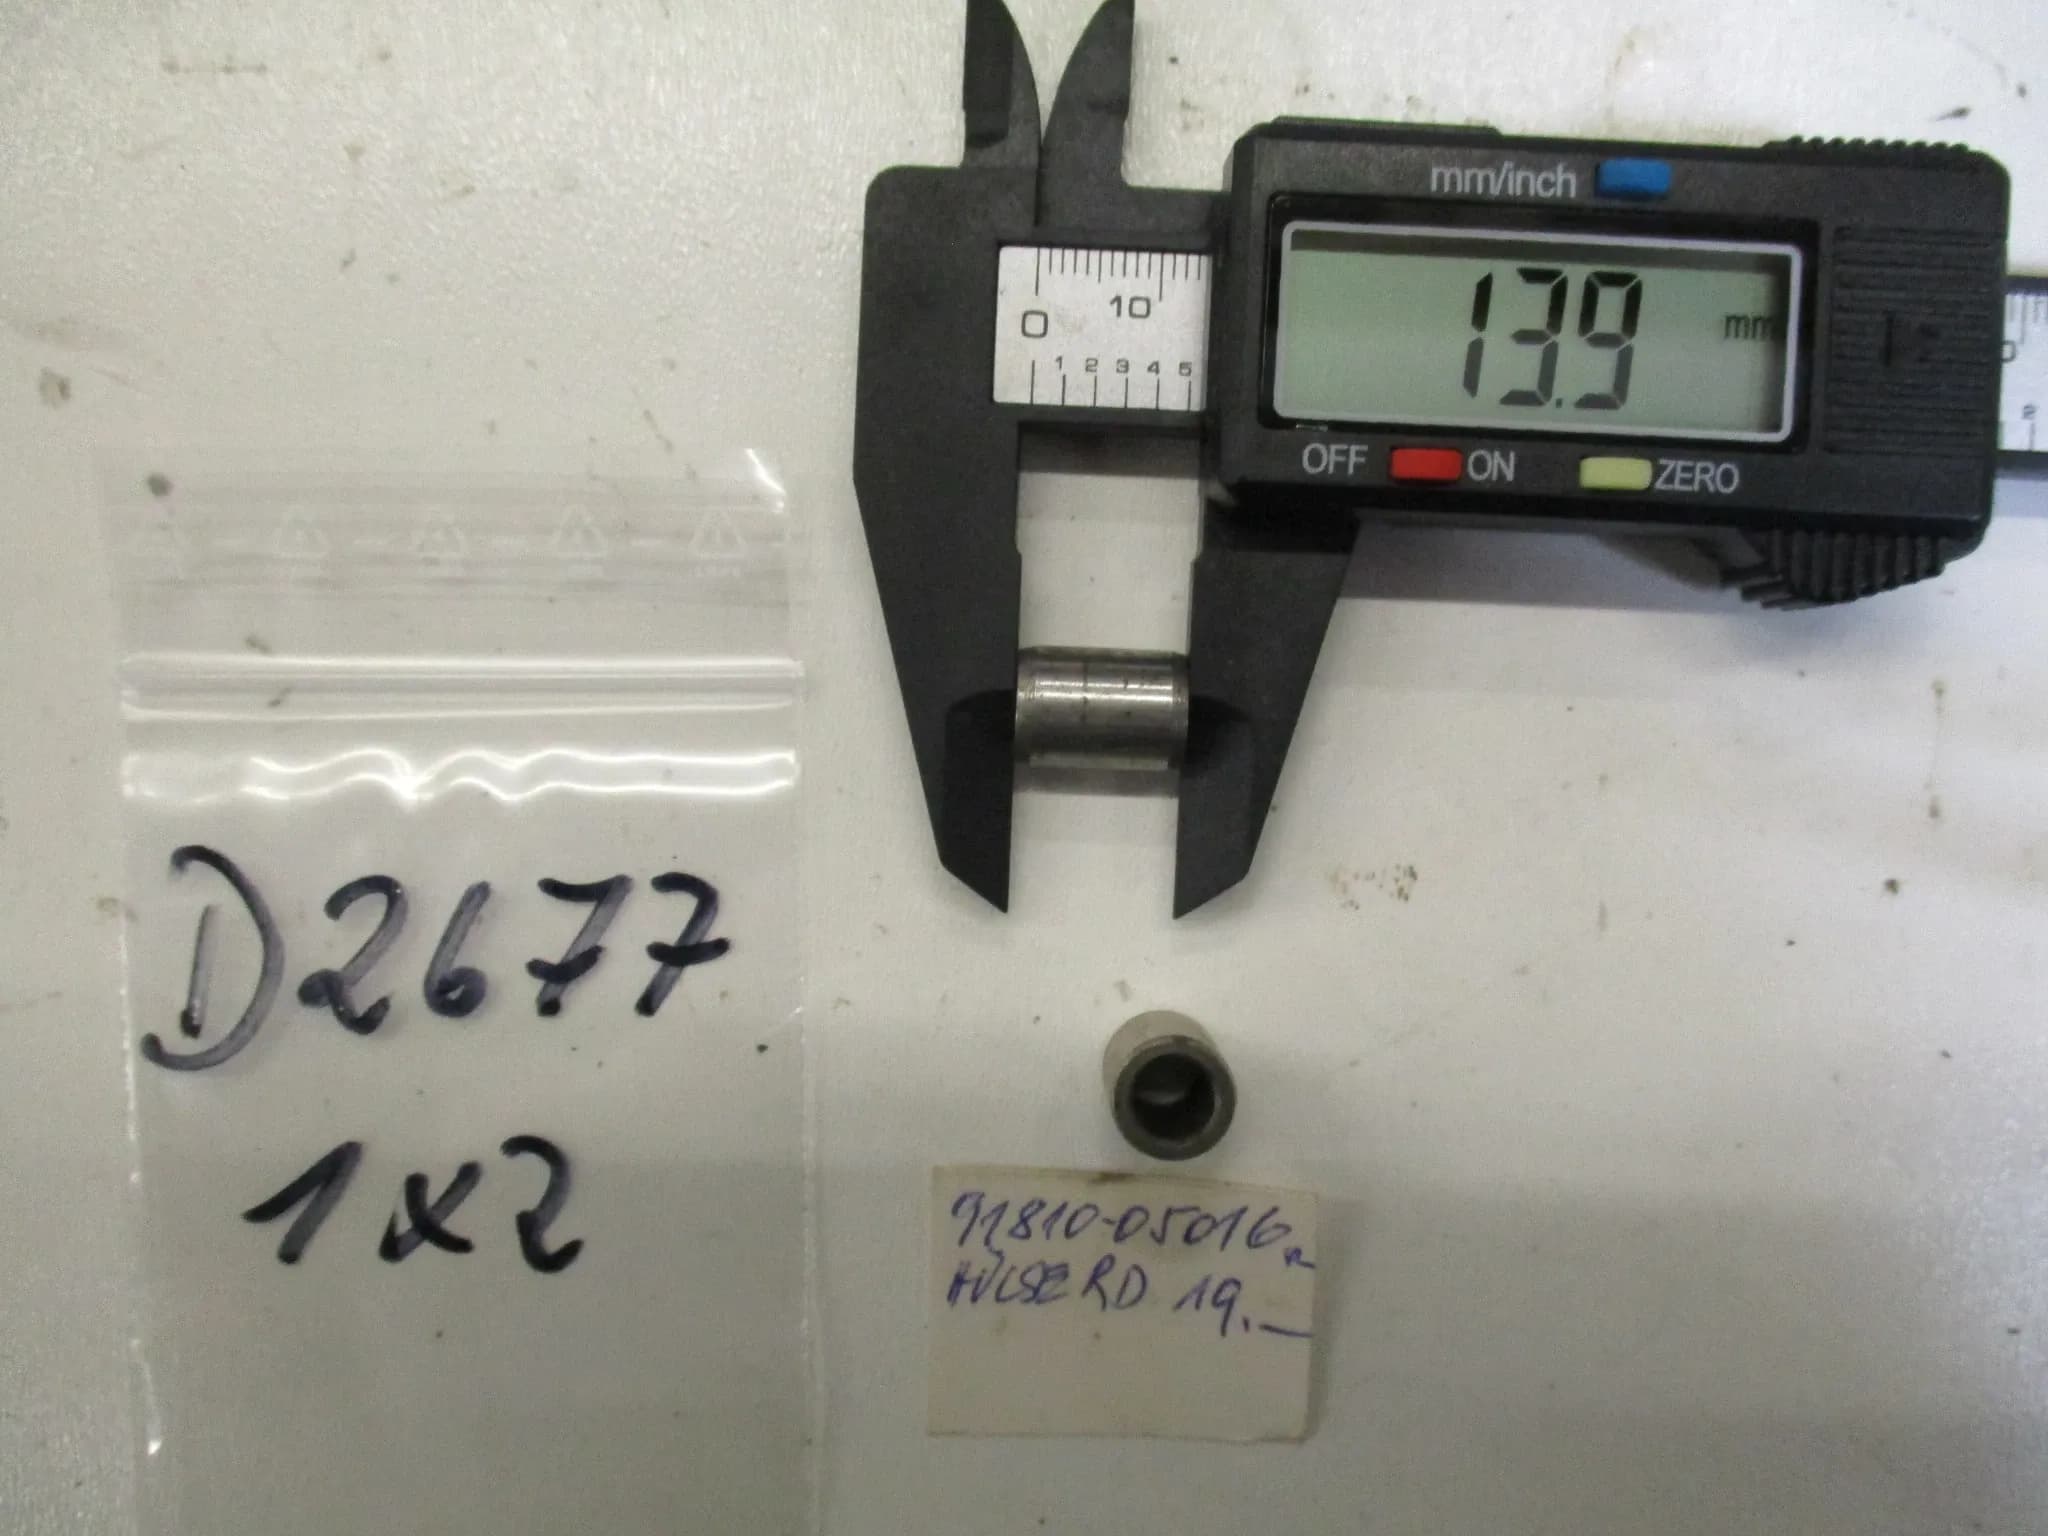 mm/inch
0 10
1 2 3 4 5
13.9 mm
OFF ON ZERO
D2677
1x2
91810-05016
HÜLSE RD 19.—